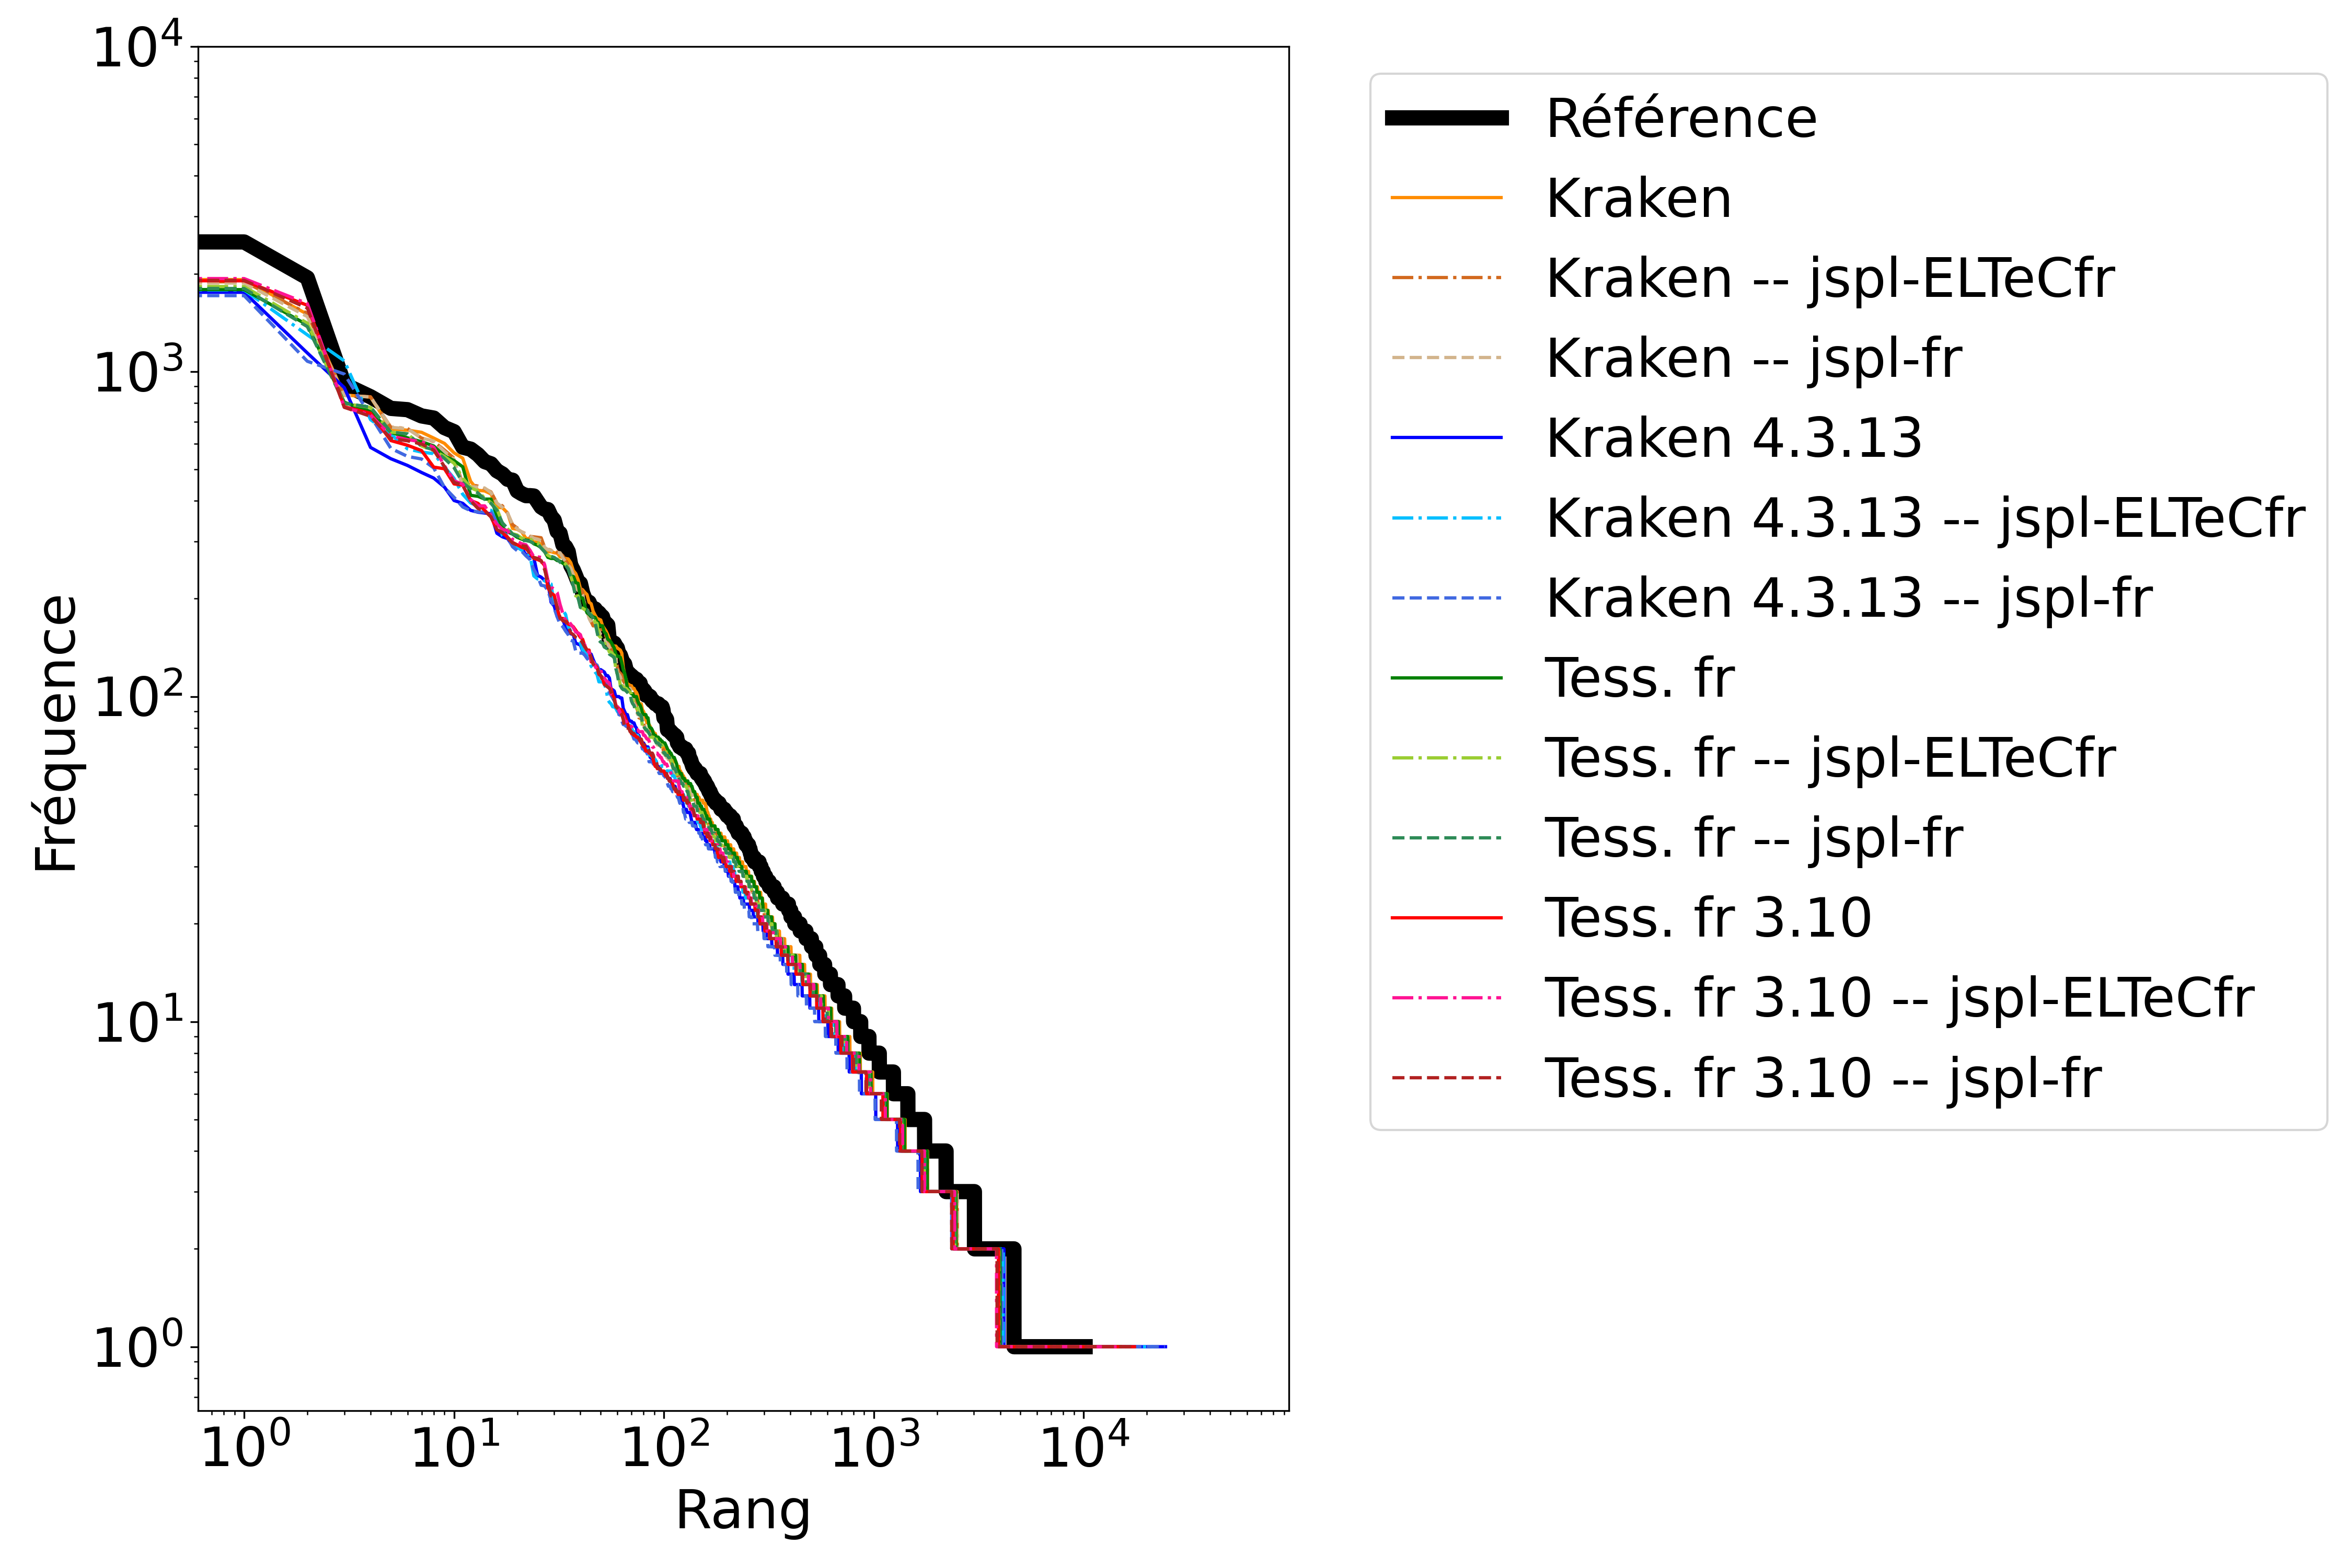 10^4
10^3
10^2
10^1
10^0
Fréquence
10^0 10^1 10^2 10^3 10^4
Rang
Référence
Kraken
Kraken -- jspl-ELTeCfr
Kraken -- jspl-fr
Kraken 4.3.13
Kraken 4.3.13 -- jspl-ELTeCfr
Kraken 4.3.13 -- jspl-fr
Tess. fr
Tess. fr -- jspl-ELTeCfr
Tess. fr -- jspl-fr
Tess. fr 3.10
Tess. fr 3.10 -- jspl-ELTeCfr
Tess. fr 3.10 -- jspl-fr